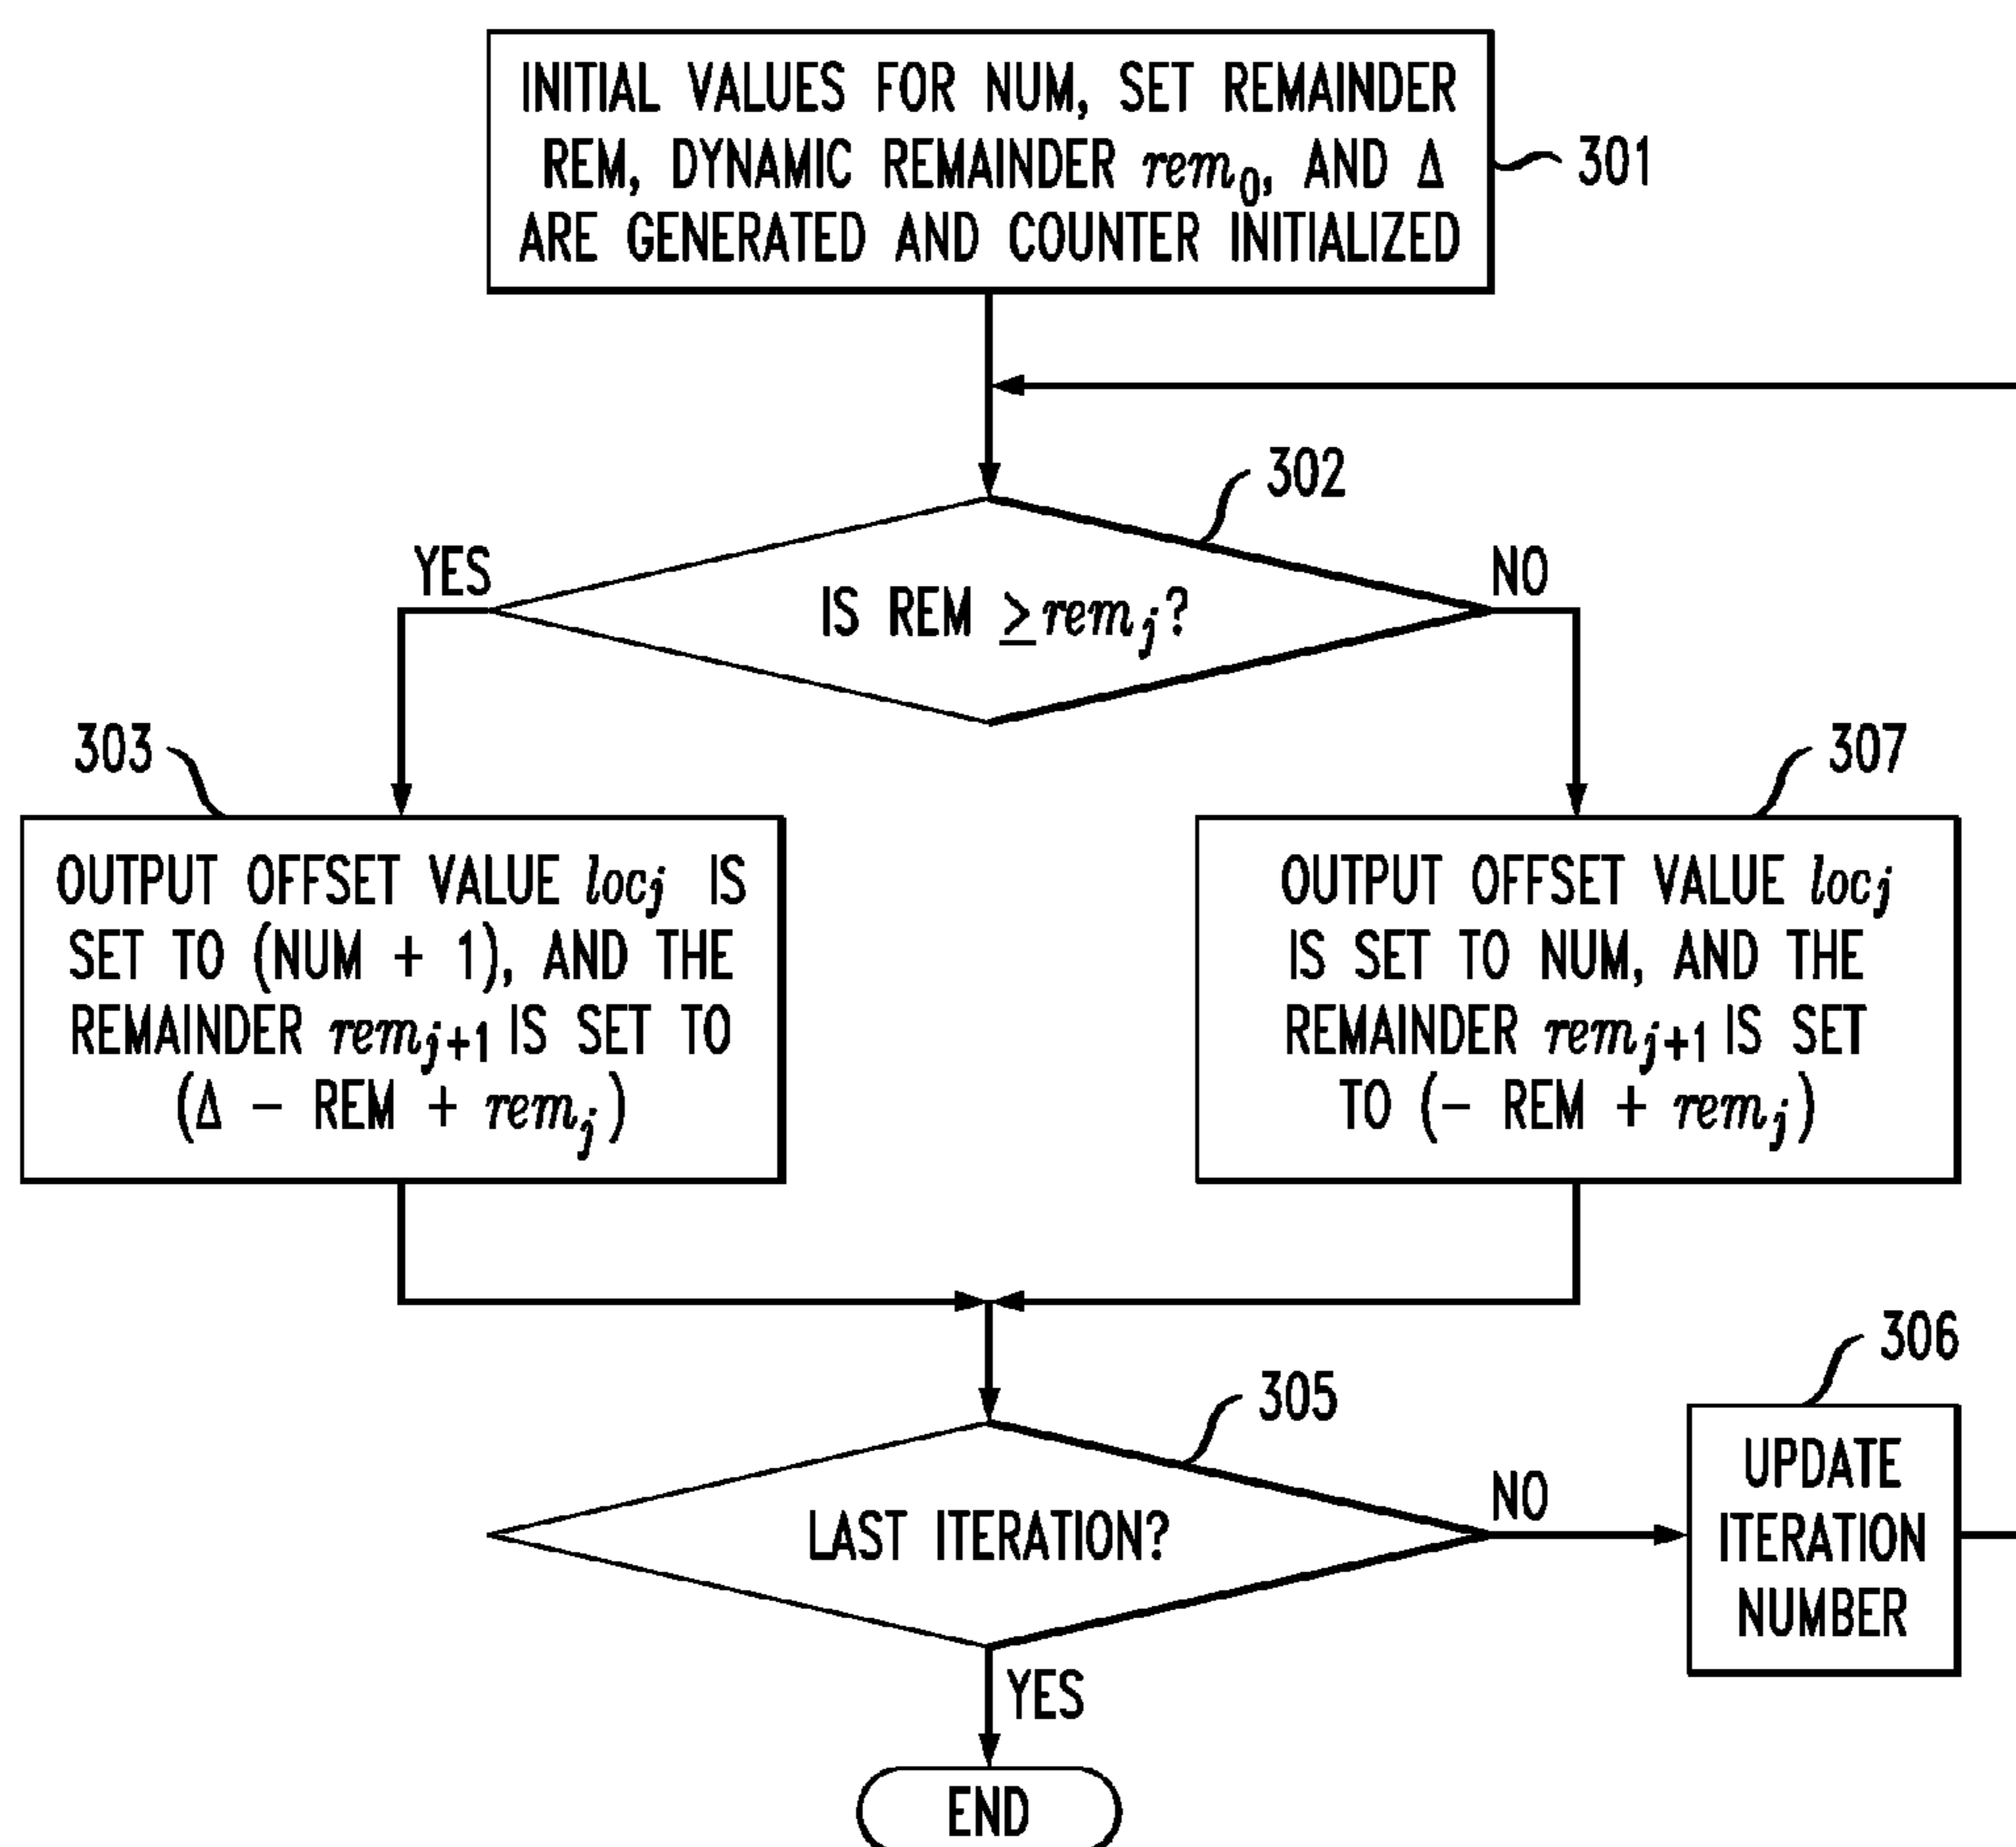 INITIAL VALUES FOR NUM, SET REMAINDER
REM, DYNAMIC REMAINDER rem₀, AND Δ
ARE GENERATED AND COUNTER INITIALIZED
301
302
YES
NO
IS REM ≥ remⱼ?
303
307
OUTPUT OFFSET VALUE locⱼ IS
SET TO (NUM + 1), AND THE
REMAINDER remⱼ₊₁ IS SET TO
(Δ – REM + remⱼ)
OUTPUT OFFSET VALUE locⱼ
IS SET TO NUM, AND THE
REMAINDER remⱼ₊₁ IS SET
TO (– REM + remⱼ)
305
306
LAST ITERATION?
NO
UPDATE
ITERATION
NUMBER
YES
END